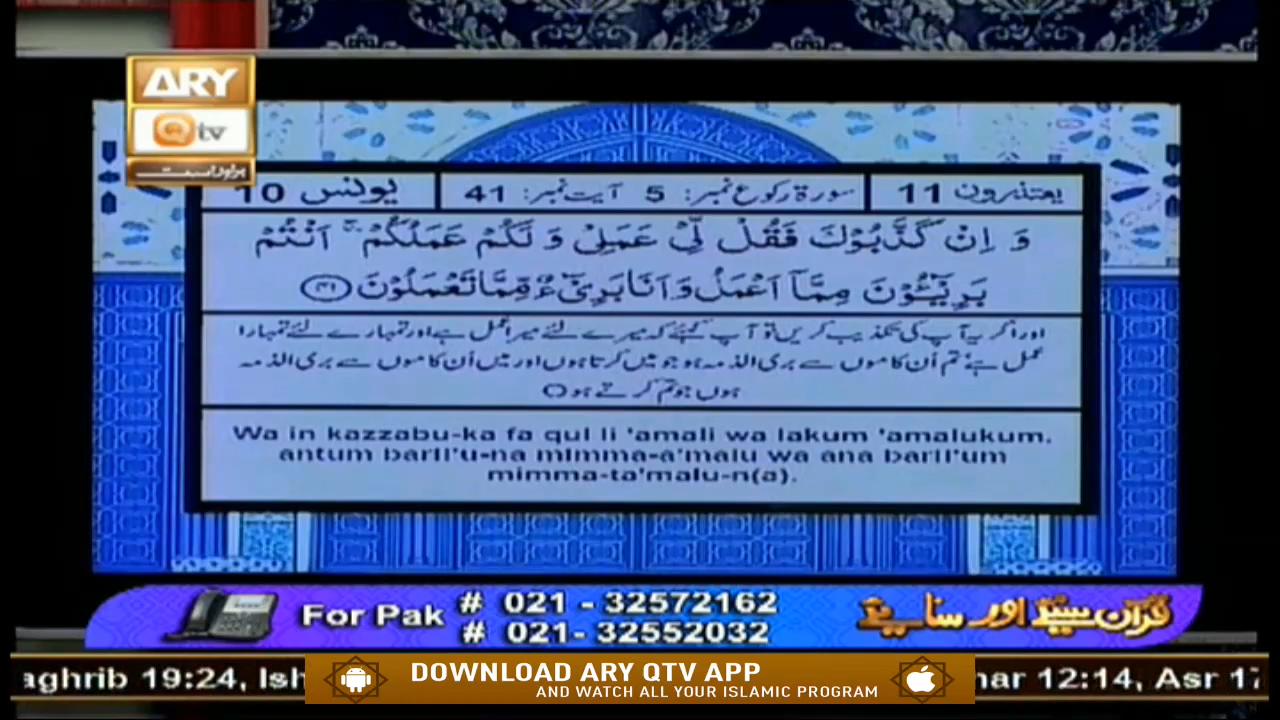 ARY
Qtv
براہ راست
یعتذرون 11
سورۃ رکوع نمبر: 5 آیت نمبر: 41
یونس 10
وَ اِنْ كَذَّبُوْكَ فَقُلْ لِّیْ عَمَلِیْ وَ لَكُمْ عَمَلُكُمْ ۚ اَنْتُمْ
بَرِیْٓـُٔوْنَ مِمَّاۤ اَعْمَلُ وَ اَنَا بَرِیْٓءٌ مِّمَّا تَعْمَلُوْنَ ۝۴۱
اور اگر یہ آپ کی تکذیب کریں تو آپ کہئے کہ میرے لئے میرا عمل ہے اور تمہارے لئے تمہارا
عمل ہے، تم اُن کاموں سے بری الذمہ ہو جو میں کرتا ہوں اور میں اُن کاموں سے بری الذمہ
ہوں جو تم کرتے ہو ۝
Wa in kazzabu-ka fa qul li 'amali wa lakum 'amalukum.
antum barii'u-na mimma-a'malu wa ana barii'um
mimma-ta'malu-n(a).
For Pak # 021 - 32572162
# 021- 32552032
قرآن سنیئے اور سنایئے
aghrib 19:24, Ish
DOWNLOAD ARY QTV APP
AND WATCH ALL YOUR ISLAMIC PROGRAM
har 12:14, Asr 17